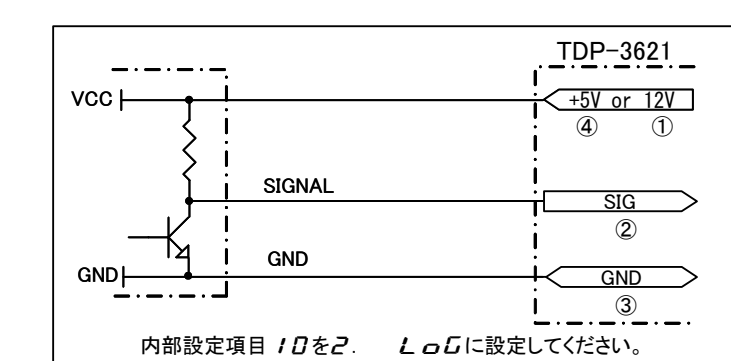 TDP-3621
VCC
+5V or 12V
④ ①
SIGNAL
SIG
②
GND
GND
GND
③
内部設定項目 10を2. LoGに設定してください。